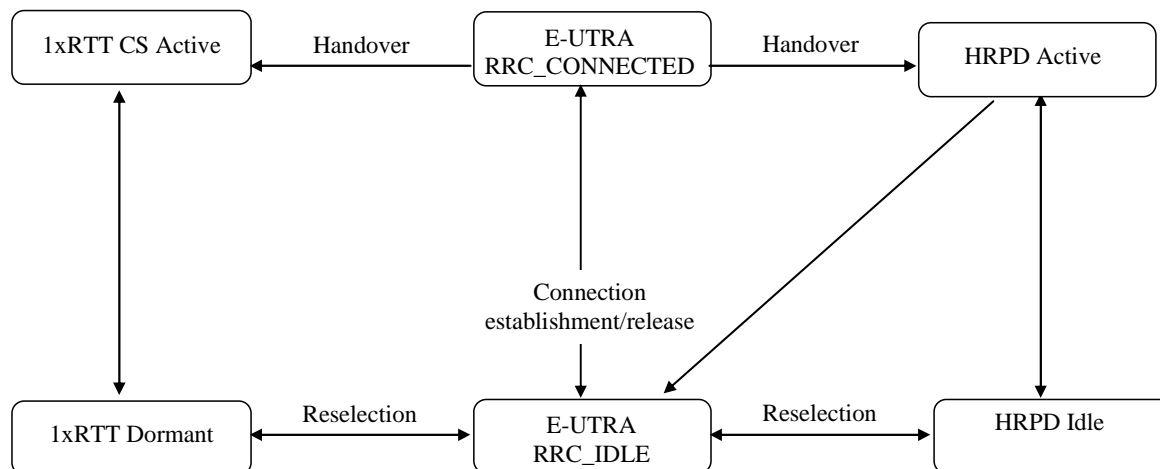 1xRTT CS Active
Handover
E-UTRA
RRC_CONNECTED
Handover
HRPD Active
Connection
establishment/release
1xRTT Dormant
Reselection
E-UTRA
RRC_IDLE
Reselection
HRPD Idle